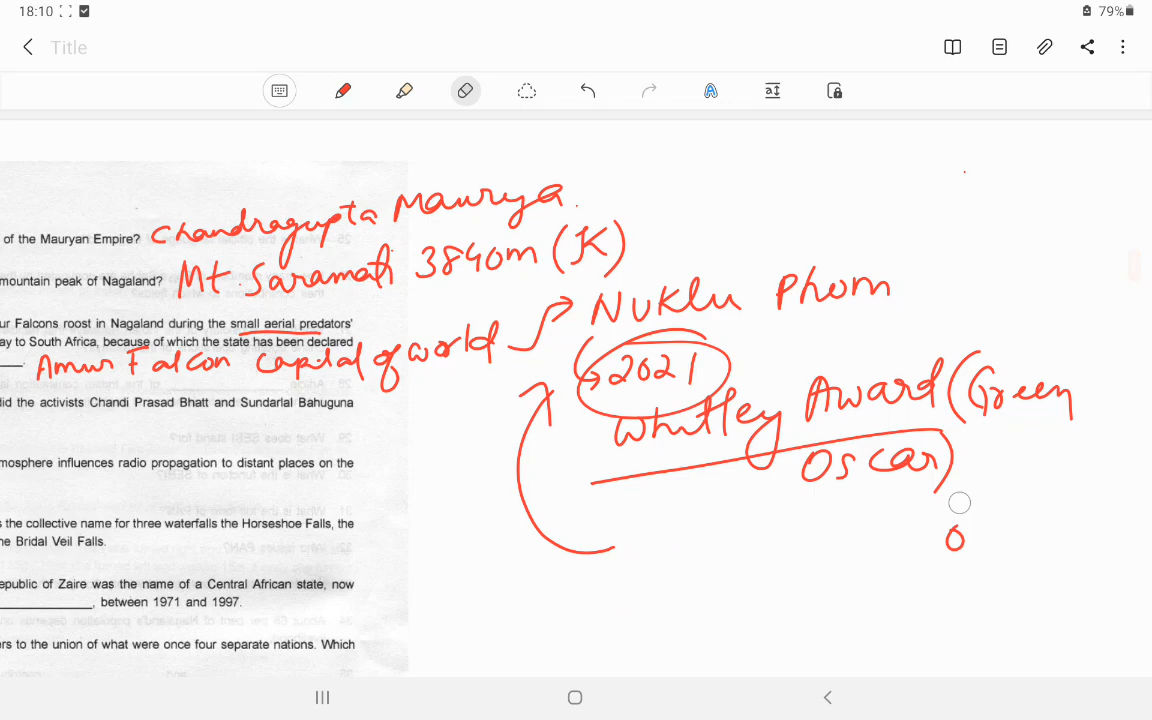 18:10
79%
Title
of the Mauryan Empire? Chandragupta Maurya.
mountain peak of Nagaland? Mt. Saramati 3840m (K)
ur Falcons roost in Nagaland during the small aerial predators'
Nuklu Phom
ay to South Africa, because of which the state has been declared
Amur Falcon Capital of world
2021
did the activists Chandi Prasad Bhatt and Sundarlal Bahuguna
Whitley Award (Green
Oscar)
mosphere influences radio propagation to distant places on the
s the collective name for three waterfalls the Horseshoe Falls, the
ne Bridal Veil Falls.
O
epublic of Zaire was the name of a Central African state, now
, between 1971 and 1997.
ers to the union of what were once four separate nations. Which